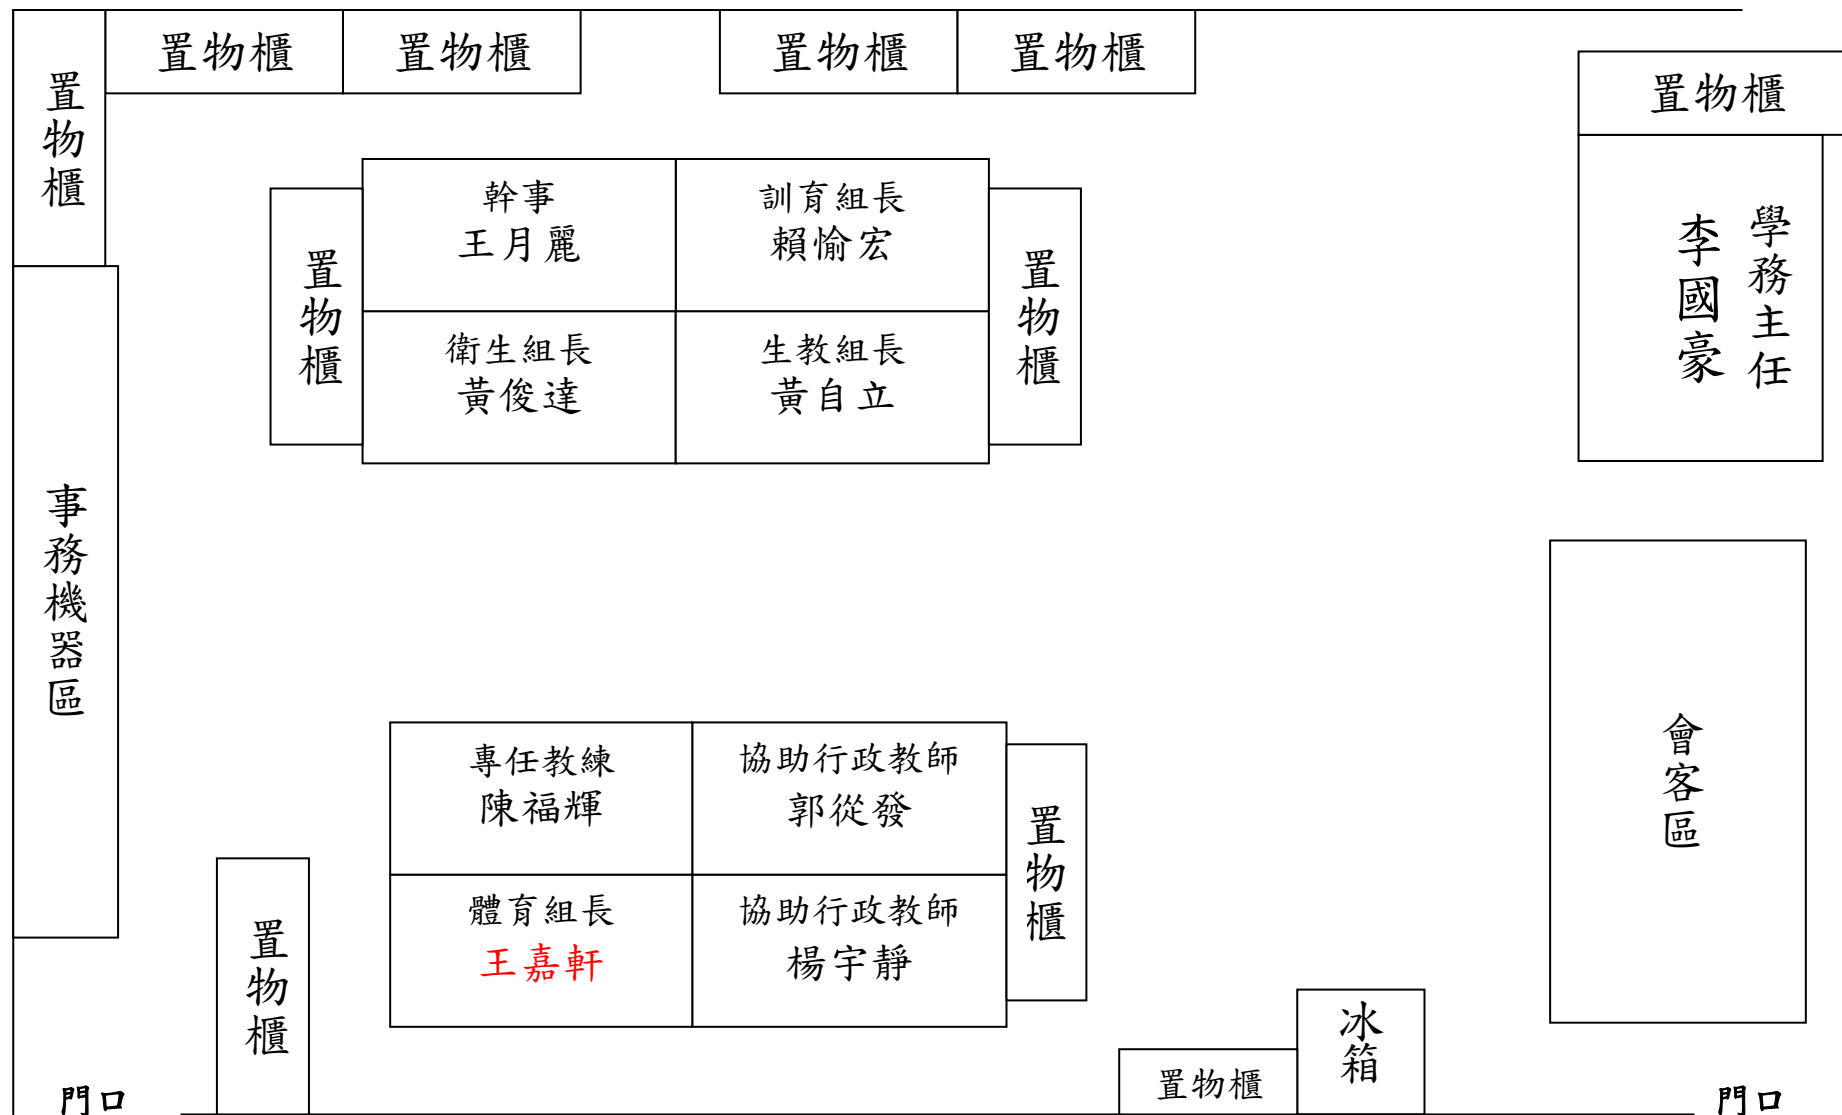 置物櫃
置物櫃
置物櫃
置物櫃
置物櫃
置物櫃
幹事
王月麗
訓育組長
賴愉宏
置物櫃
衛生組長
黃俊達
生教組長
黃自立
置物櫃
學務主任
李國豪
事務機器區
專任教練
陳福輝
協助行政教師
郭從發
置物櫃
體育組長
王嘉軒
協助行政教師
楊宇靜
會客區
置物櫃
置物櫃
冰箱
門口
門口